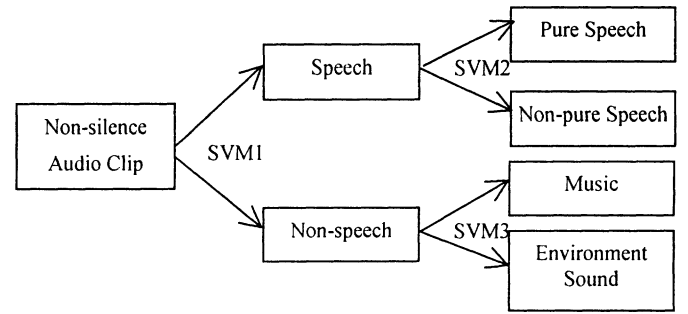 Non-silence
Audio Clip
SVM1
Speech
Non-speech
SVM2
SVM3
Pure Speech
Non-pure Speech
Music
Environment
Sound